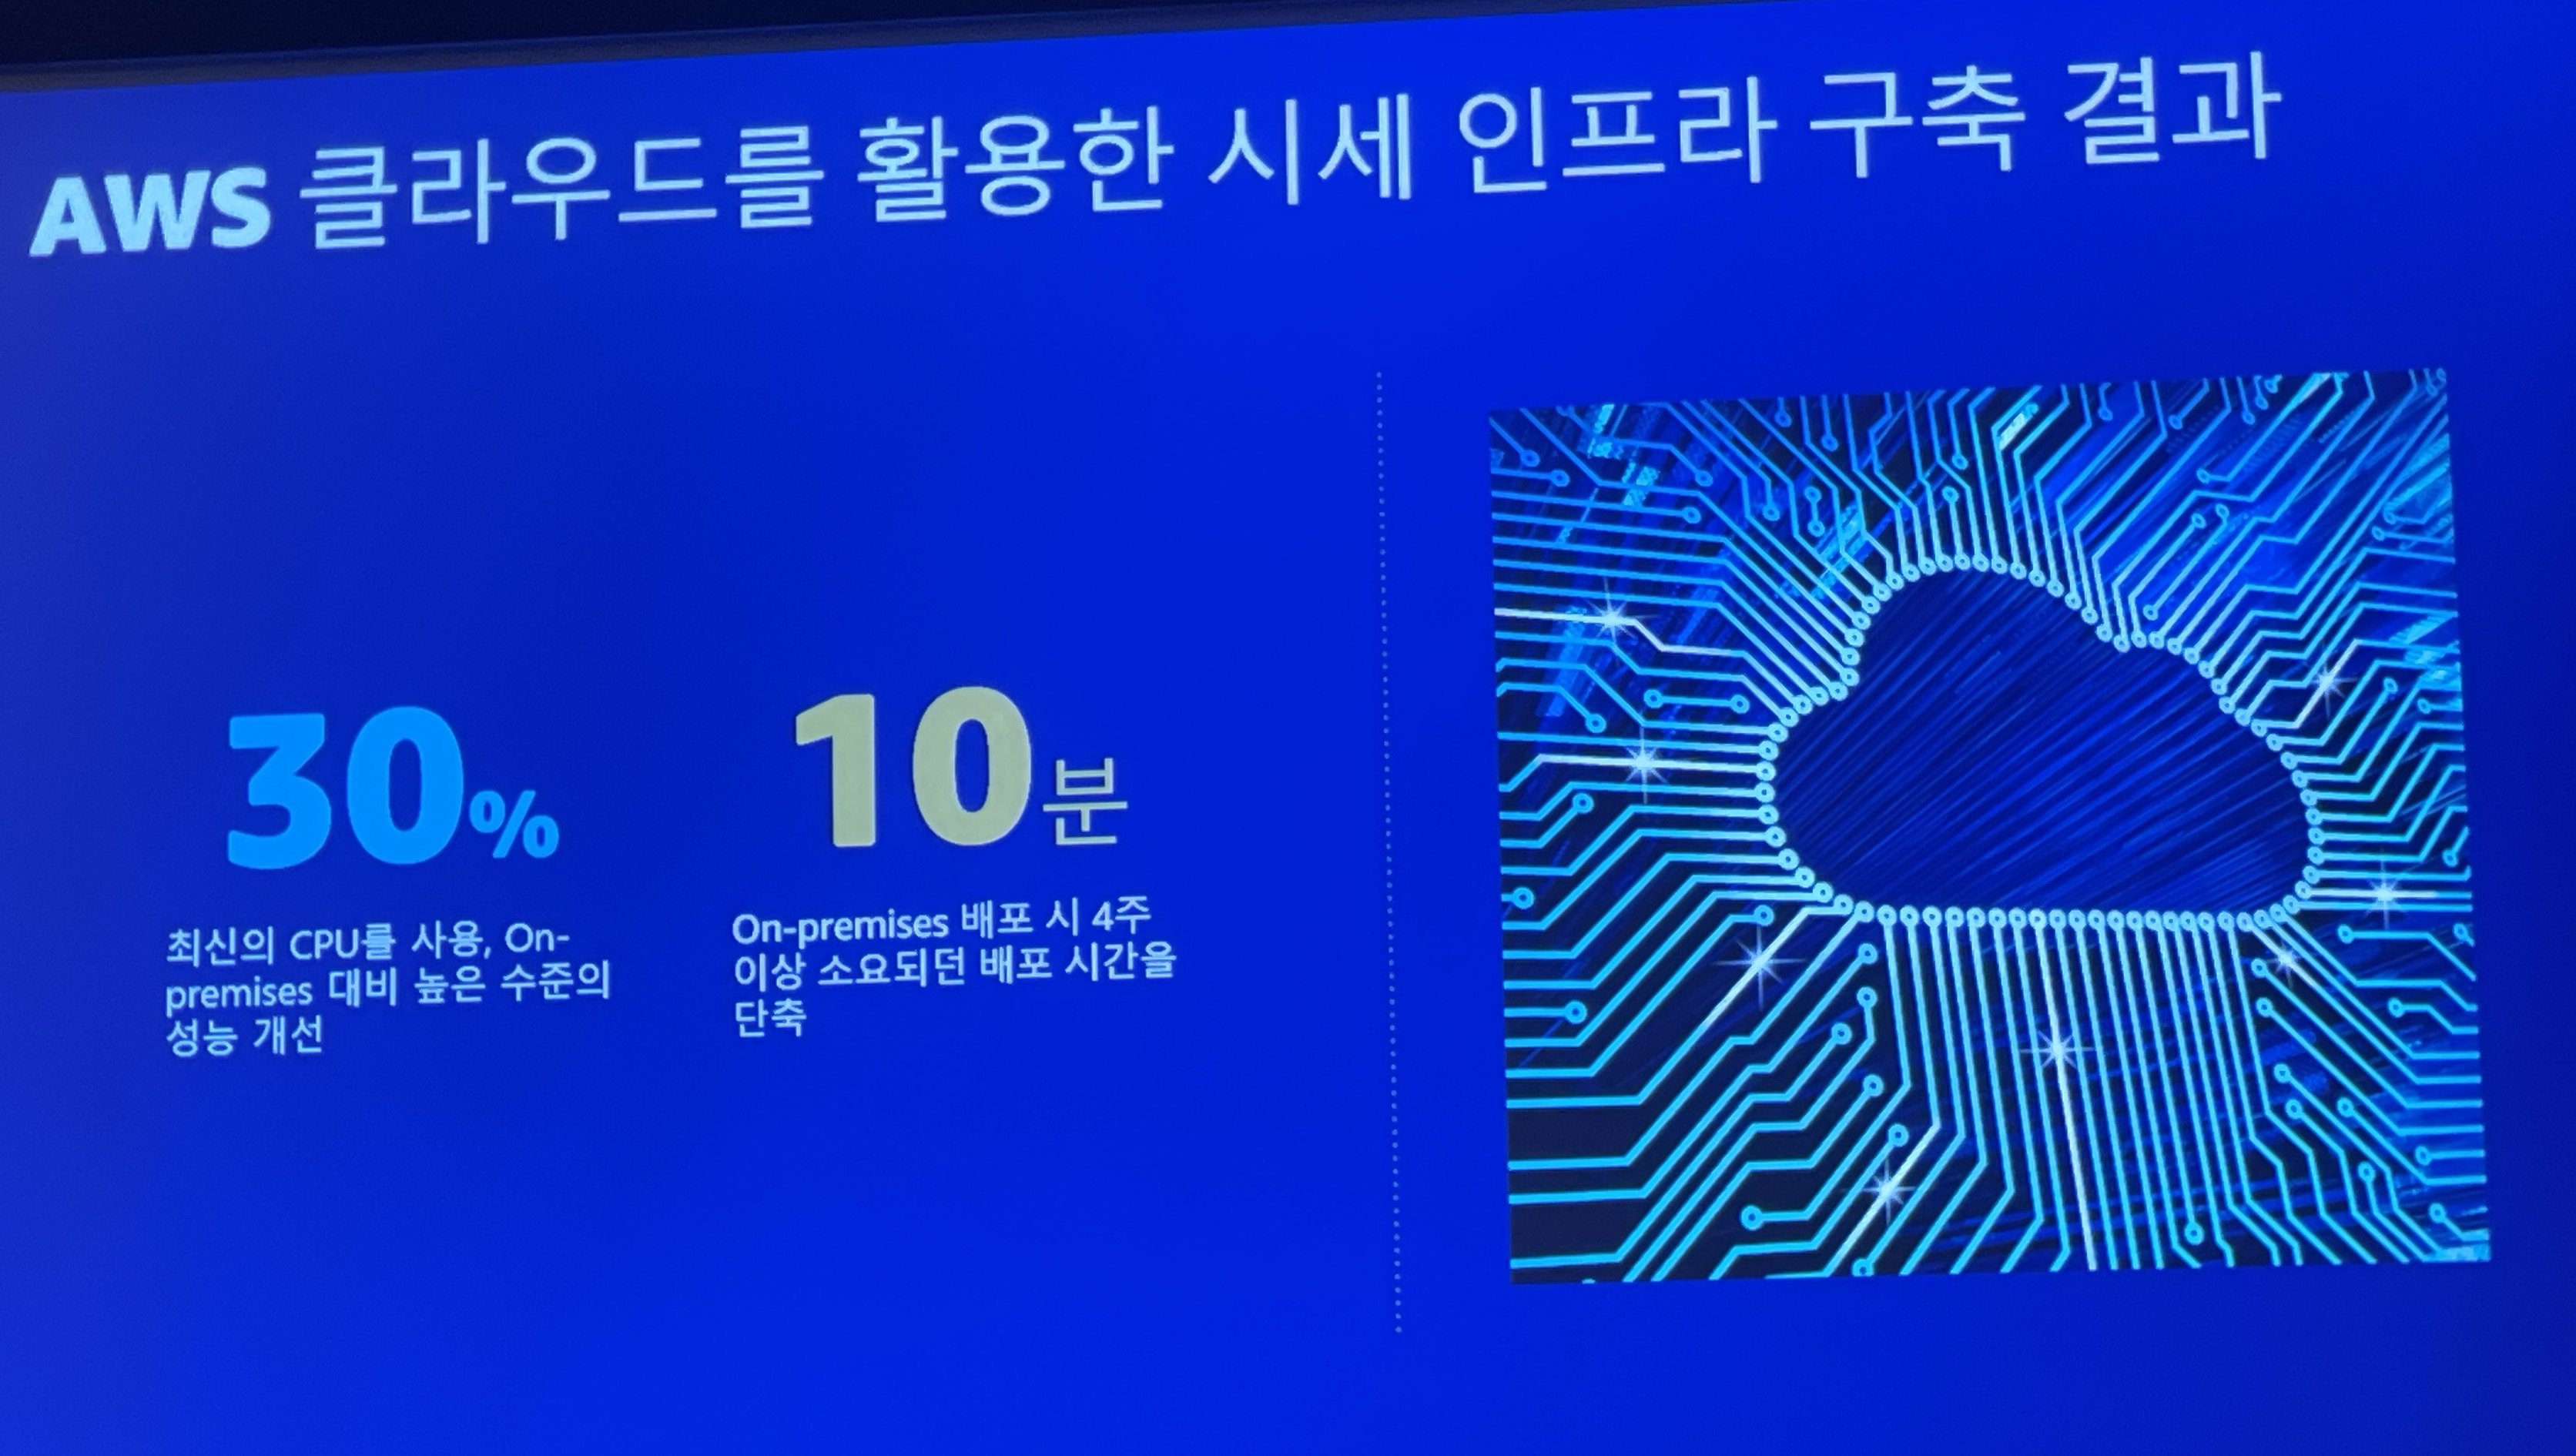 AWS 클라우드를 활용한 시세 인프라 구축 결과
30%
최신의 CPU를 사용, On-
premises 대비 높은 수준의
성능 개선
10분
On-premises 배포 시 4주
이상 소요되던 배포 시간을
단축